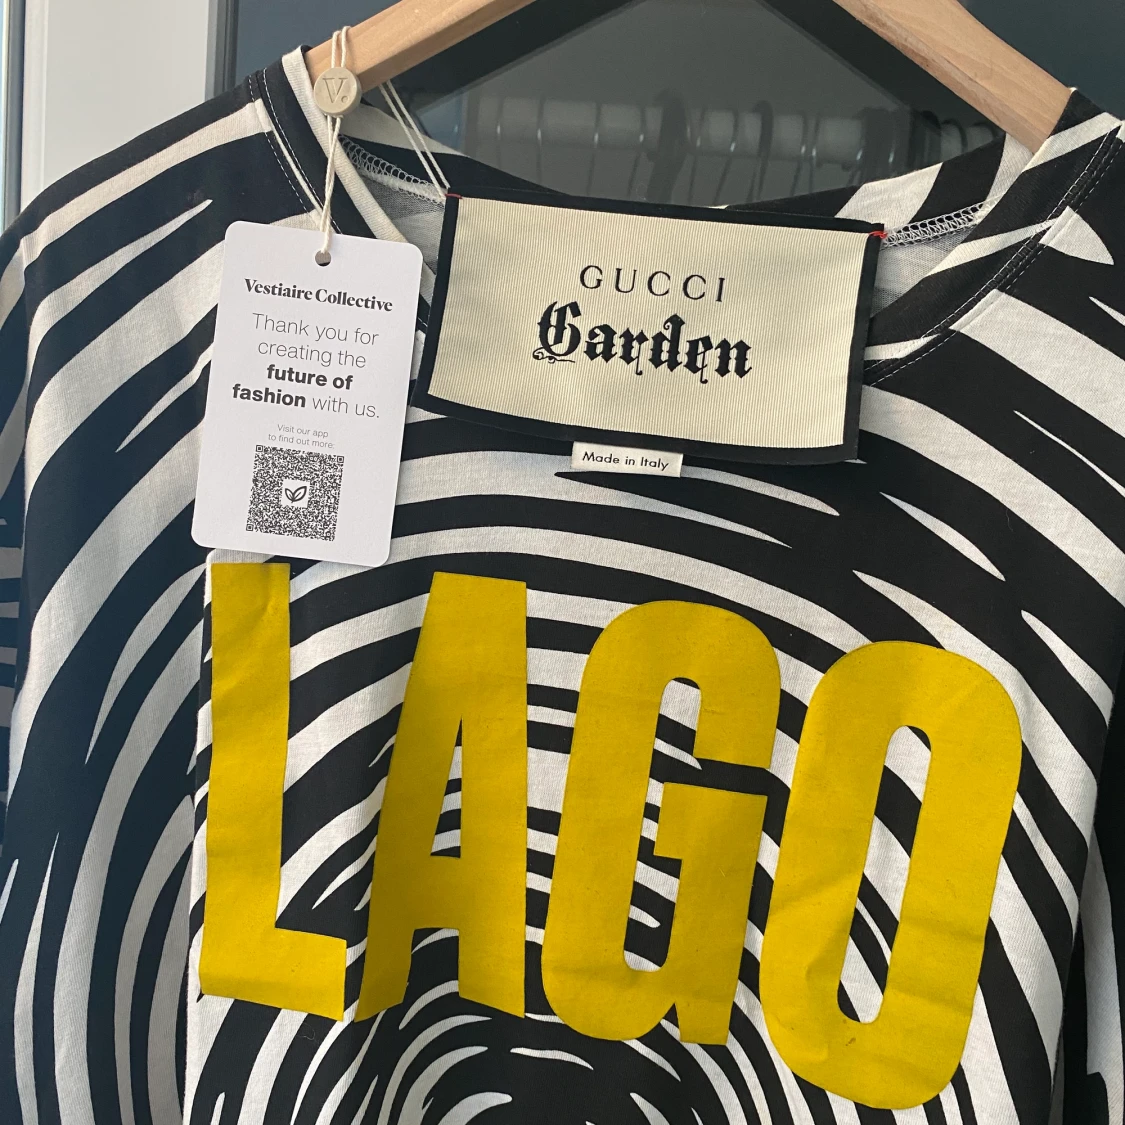 V.
Vestiaire Collective
Thank you for
creating the
future of
fashion with us.
Visit our app
to find out more:
GUCCI
Garden
Made in Italy
LAGO